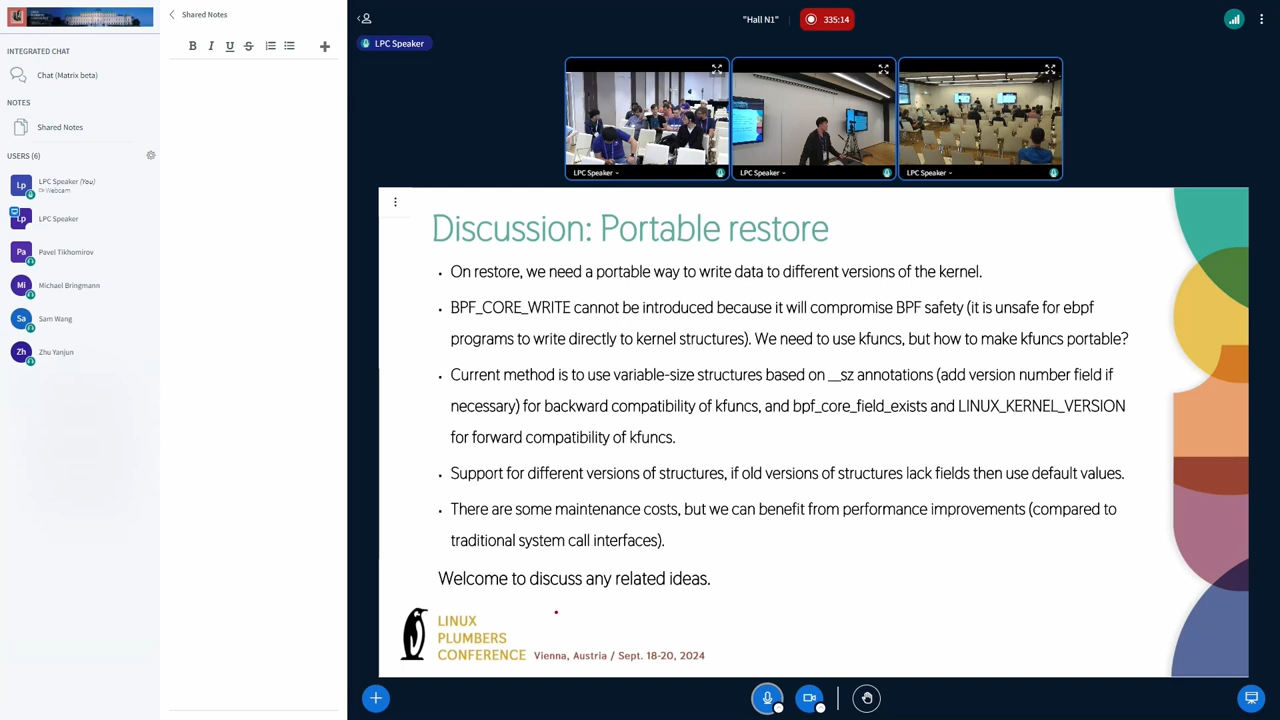 INTEGRATED CHAT
Chat (Matrix beta)
NOTES
Shared Notes
USERS (6)
Lp
LPC Speaker (You)
Webcam
Lp
LPC Speaker
Pa
Pavel Tikhomirov
Mi
Michael Bringmann
Sa
Sam Wang
Zh
Zhu Yanjun
Shared Notes
B I U S
"Hall N1"
335:14
LPC Speaker
LPC Speaker
LPC Speaker
LPC Speaker
Discussion: Portable restore
• On restore, we need a portable way to write data to different versions of the kernel.
• BPF_CORE_WRITE cannot be introduced because it will compromise BPF safety (it is unsafe for ebpf
programs to write directly to kernel structures). We need to use kfuncs, but how to make kfuncs portable?
• Current method is to use variable-size structures based on __sz annotations (add version number field if
necessary) for backward compatibility of kfuncs, and bpf_core_field_exists and LINUX_KERNEL_VERSION
for forward compatibility of kfuncs.
• Support for different versions of structures, if old versions of structures lack fields then use default values.
• There are some maintenance costs, but we can benefit from performance improvements (compared to
traditional system call interfaces).
Welcome to discuss any related ideas.
LINUX
PLUMBERS
CONFERENCE
Vienna, Austria / Sept. 18-20, 2024